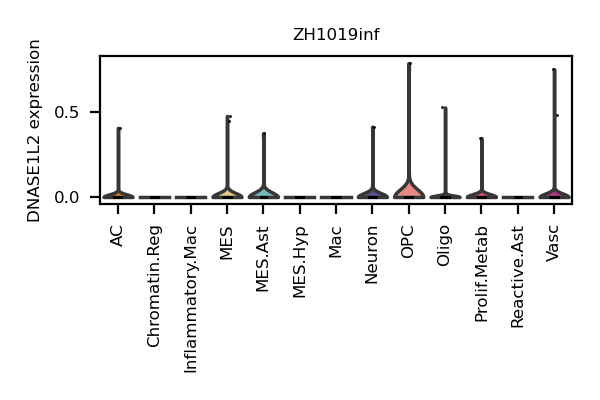 ZH1019inf
DNASE1L2 expression
0.5
0.0
AC
Chromatin.Reg
Inflammatory.Mac
MES
MES.Ast
MES.Hyp
Mac
Neuron
OPC
Oligo
Prolif.Metab
Reactive.Ast
Vasc